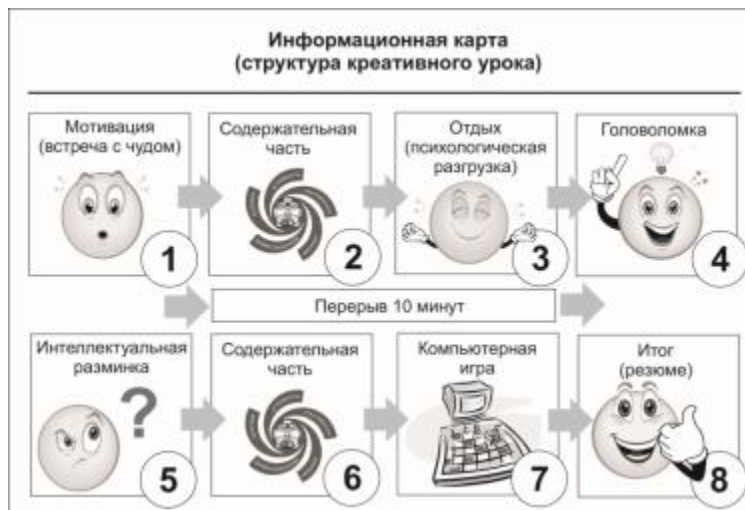 Информационная карта
(структура креативного урока)
Мотивация
(встреча с чудом)
1
Содержательная
часть
2
Отдых
(психологическая
разгрузка)
3
Головоломка
4
Перерыв 10 минут
Интеллектуальная
разминка
?
5
Содержательная
часть
6
Компьютерная
игра
7
Итог
(резюме)
8